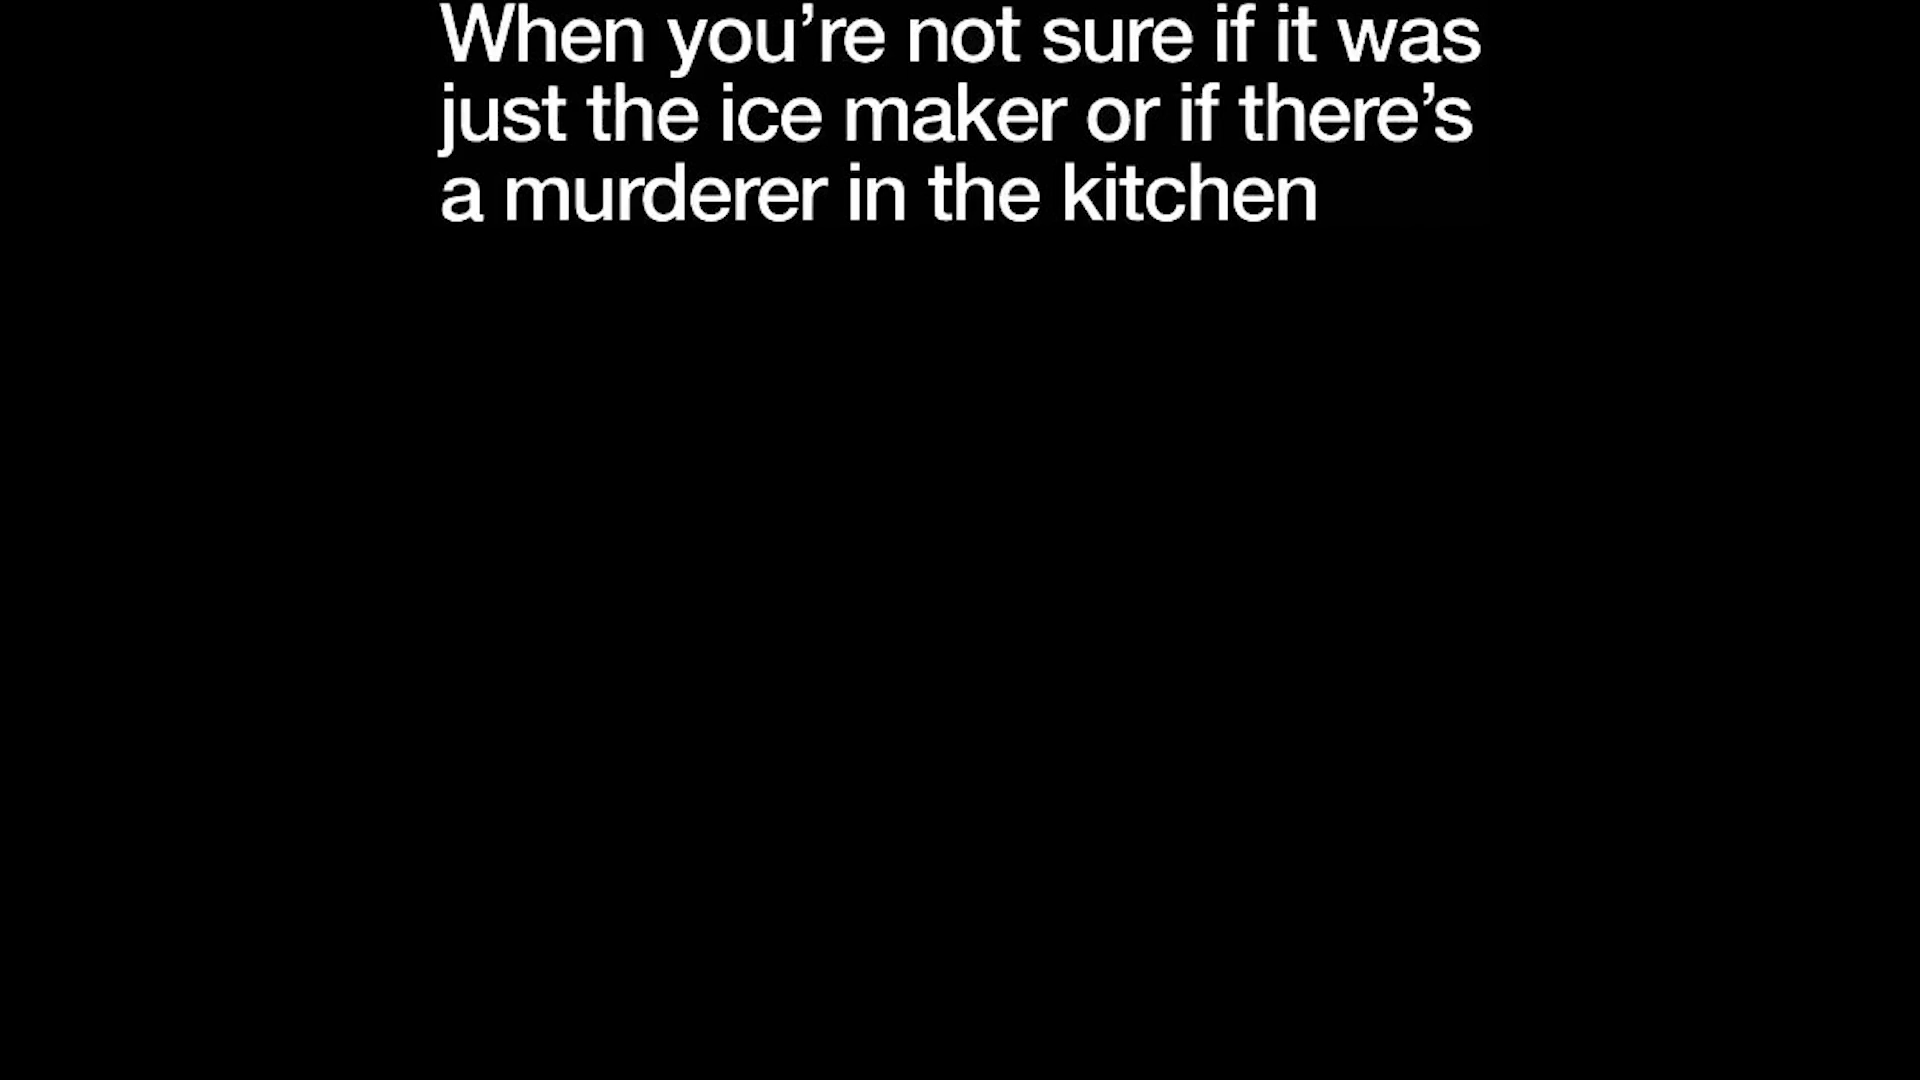 When you’re not sure if it was
just the ice maker or if there’s
a murderer in the kitchen